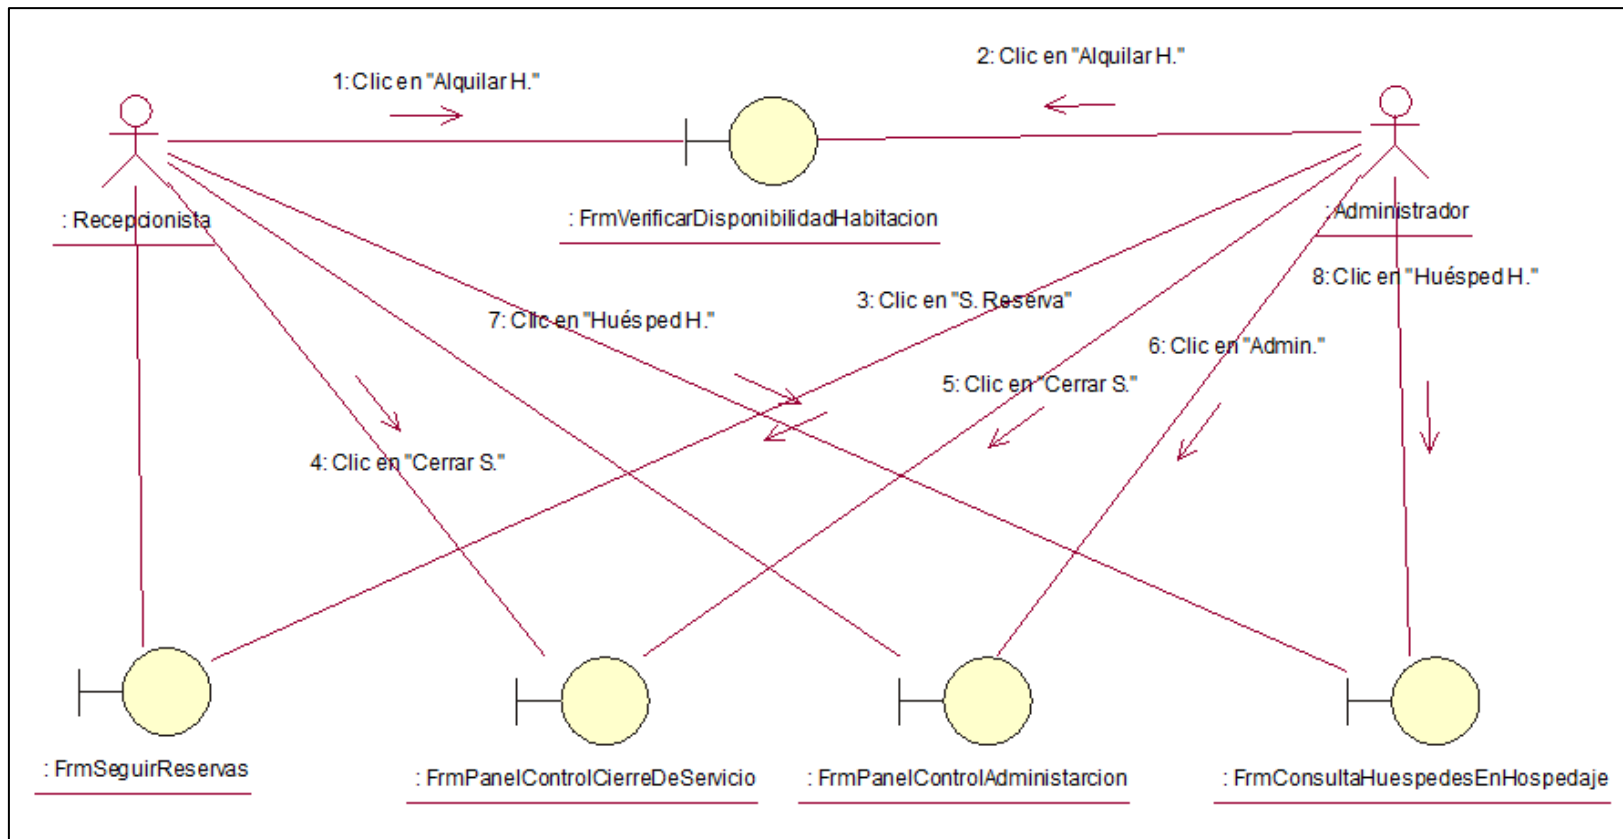 2: Clic en "Alquilar H."
1: Clic en "Alquilar H."
: Recepcionista
: FrmVerificarDisponibilidadHabitacion
: Administrador
8: Clic en "Huésped H."
3: Clic en "S. Reserva"
7: Clic en "Huésped H."
6: Clic en "Admin."
5: Clic en "Cerrar S."
4: Clic en "Cerrar S."
: FrmSeguirReservas
: FrmPanelControlCierreDeServicio
: FrmPanelControlAdministarcion
: FrmConsultaHuespedesEnHospedaje